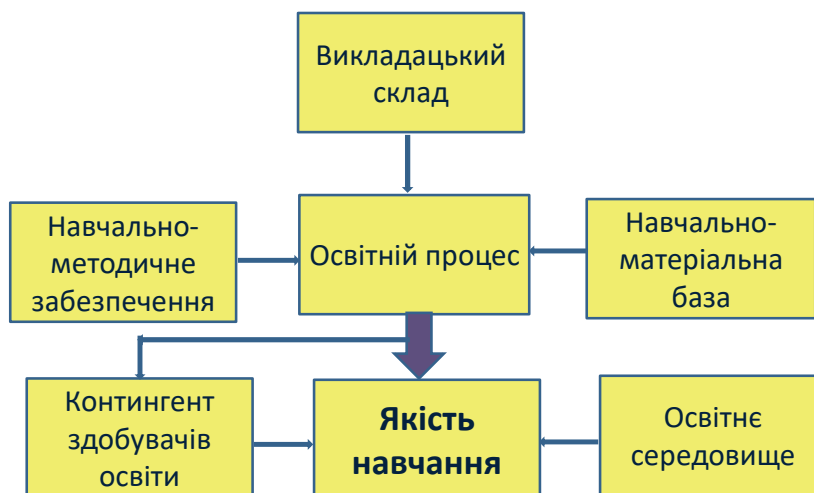 Викладацький
склад
Навчально-
методичне
забезпечення
Освітній процес
Навчально-
матеріальна
база
Контингент
здобувачів
освіти
Якість
навчання
Освітнє
середовище